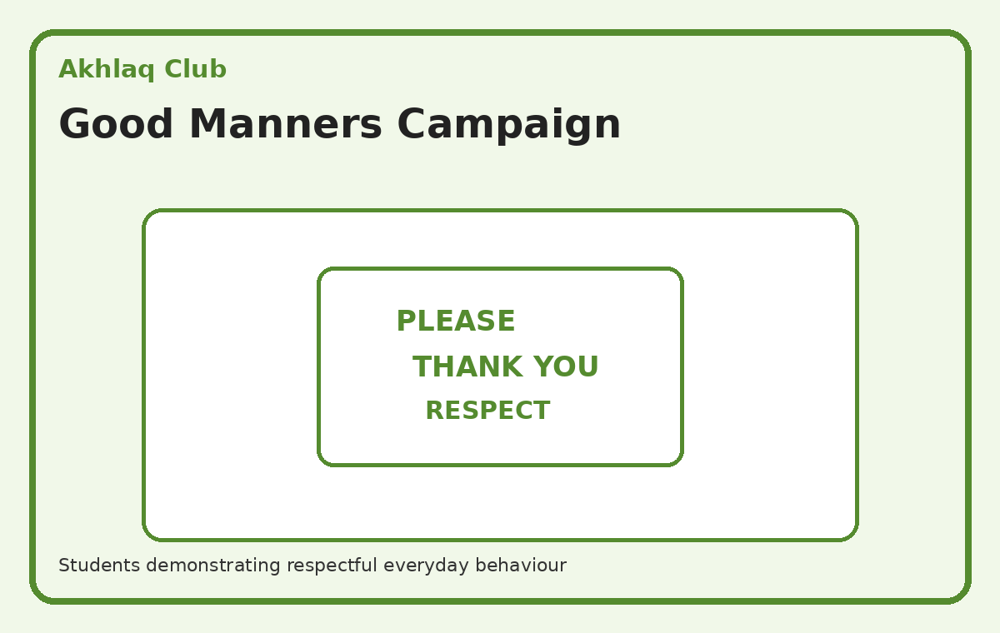 Akhlaq Club
Good Manners Campaign
PLEASE
THANK YOU
RESPECT
Students demonstrating respectful everyday behaviour